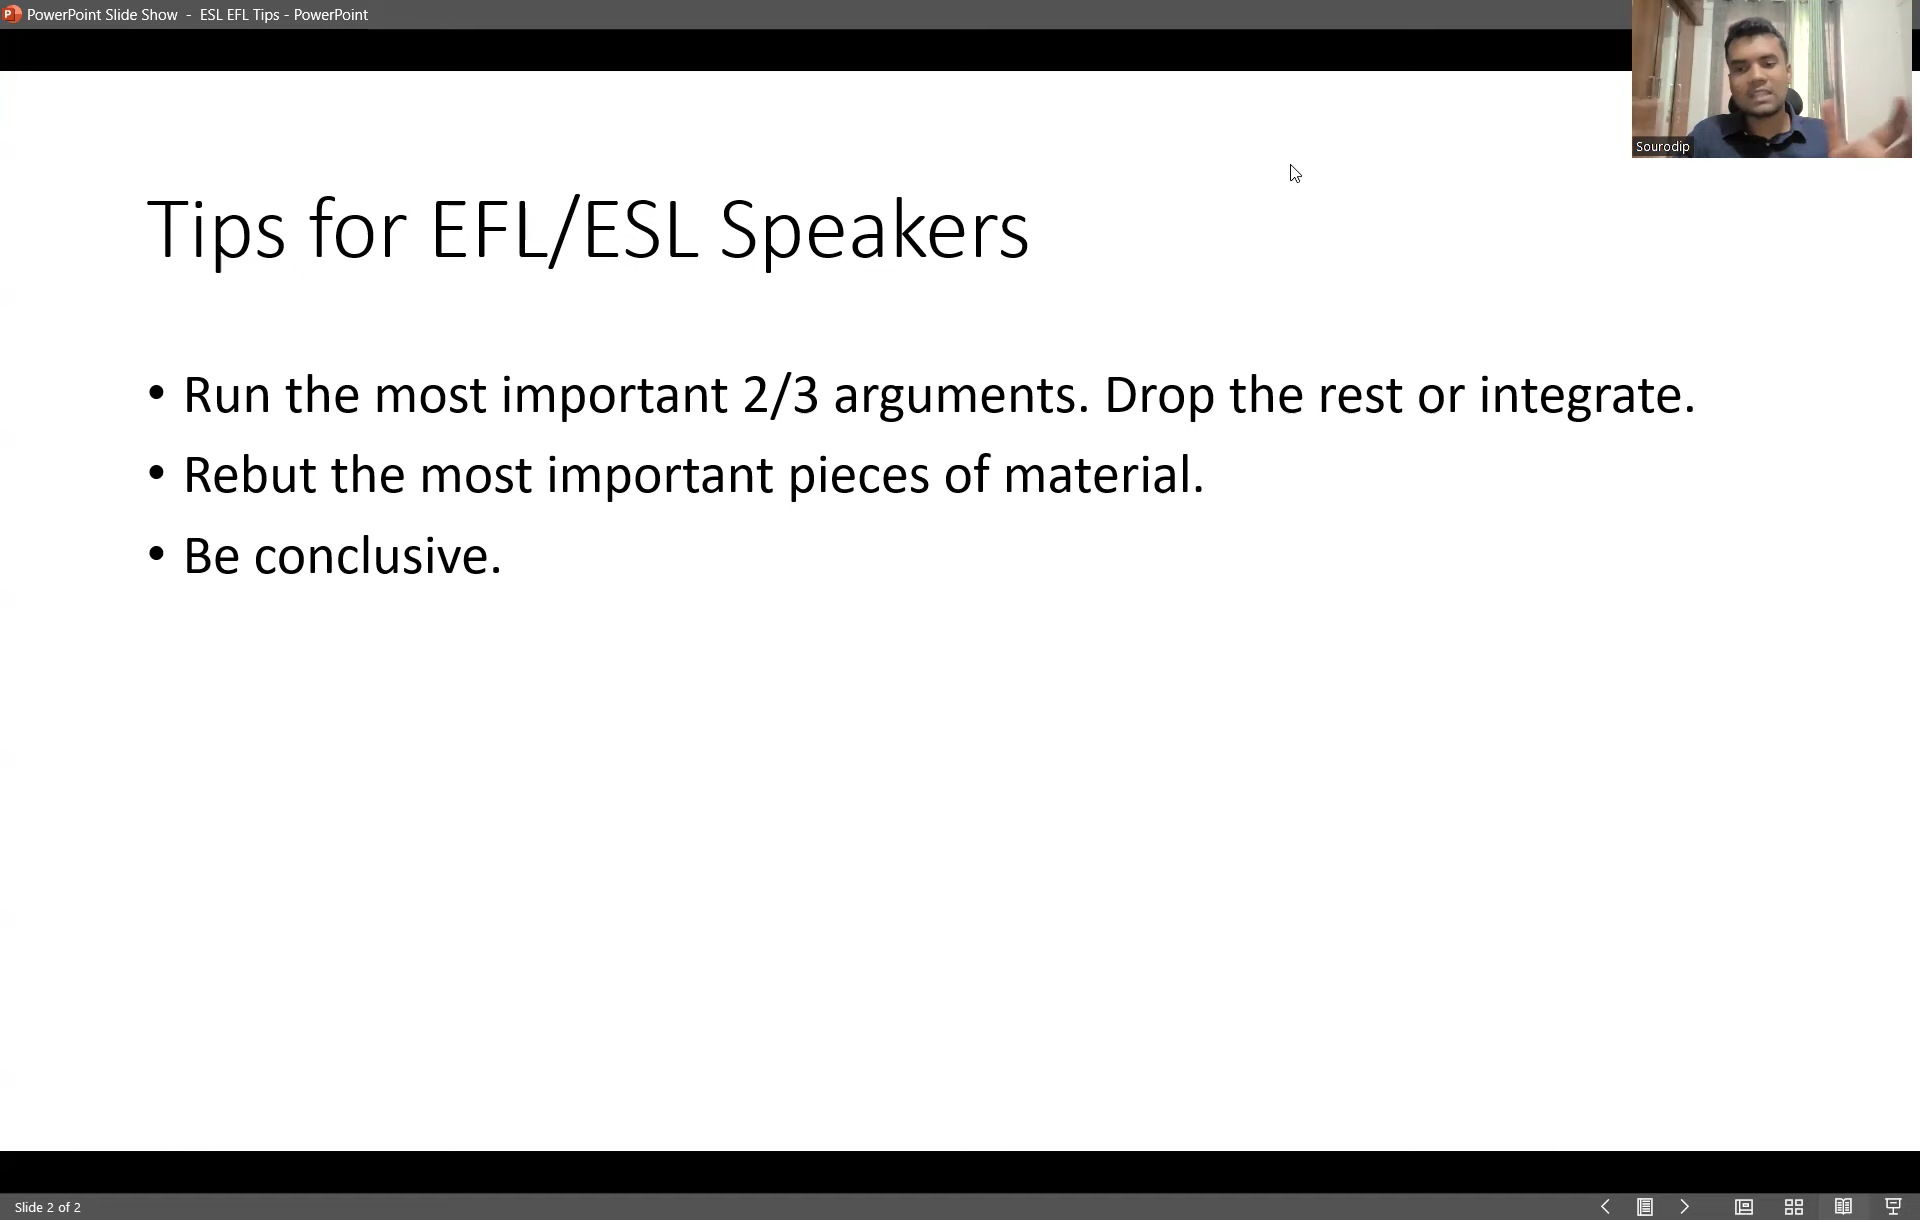 PowerPoint Slide Show - ESL EFL Tips - PowerPoint
Sourodip
Tips for EFL/ESL Speakers
• Run the most important 2/3 arguments. Drop the rest or integrate.
• Rebut the most important pieces of material.
• Be conclusive.
Slide 2 of 2